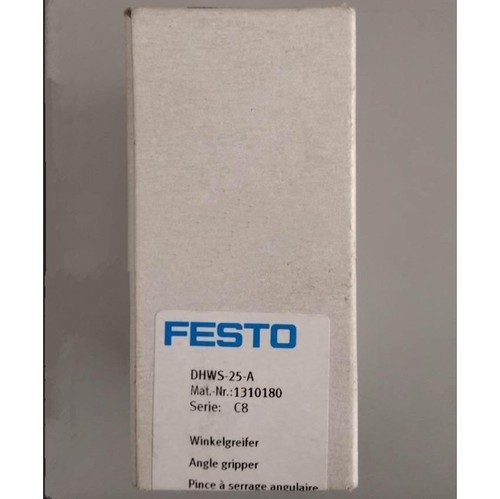 FESTO
DHWS-25-A
Mat.-Nr.:1310180
Serie: C8
Winkelgreifer
Angle gripper
Pince à serrage angulaire